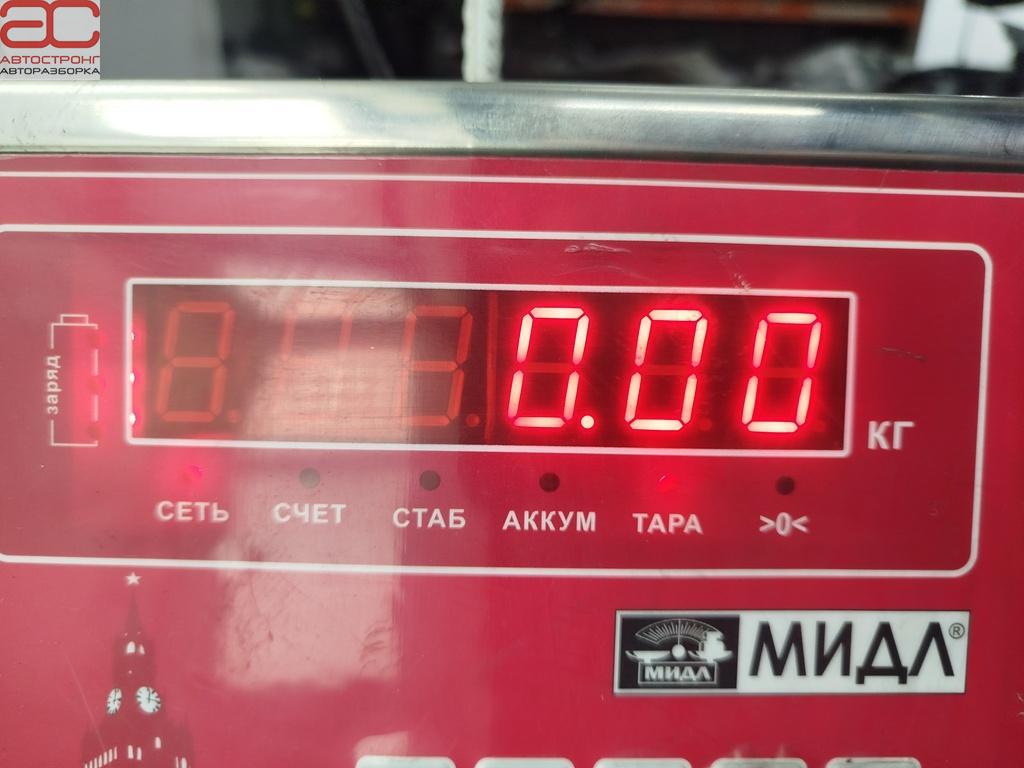 АС
АВТОСТРОНГ
АВТОРАЗБОРКА
заряд
0.00
КГ
СЕТЬ СЧЕТ СТАБ АККУМ ТАРА >0<
МИДЛ МИДЛ®